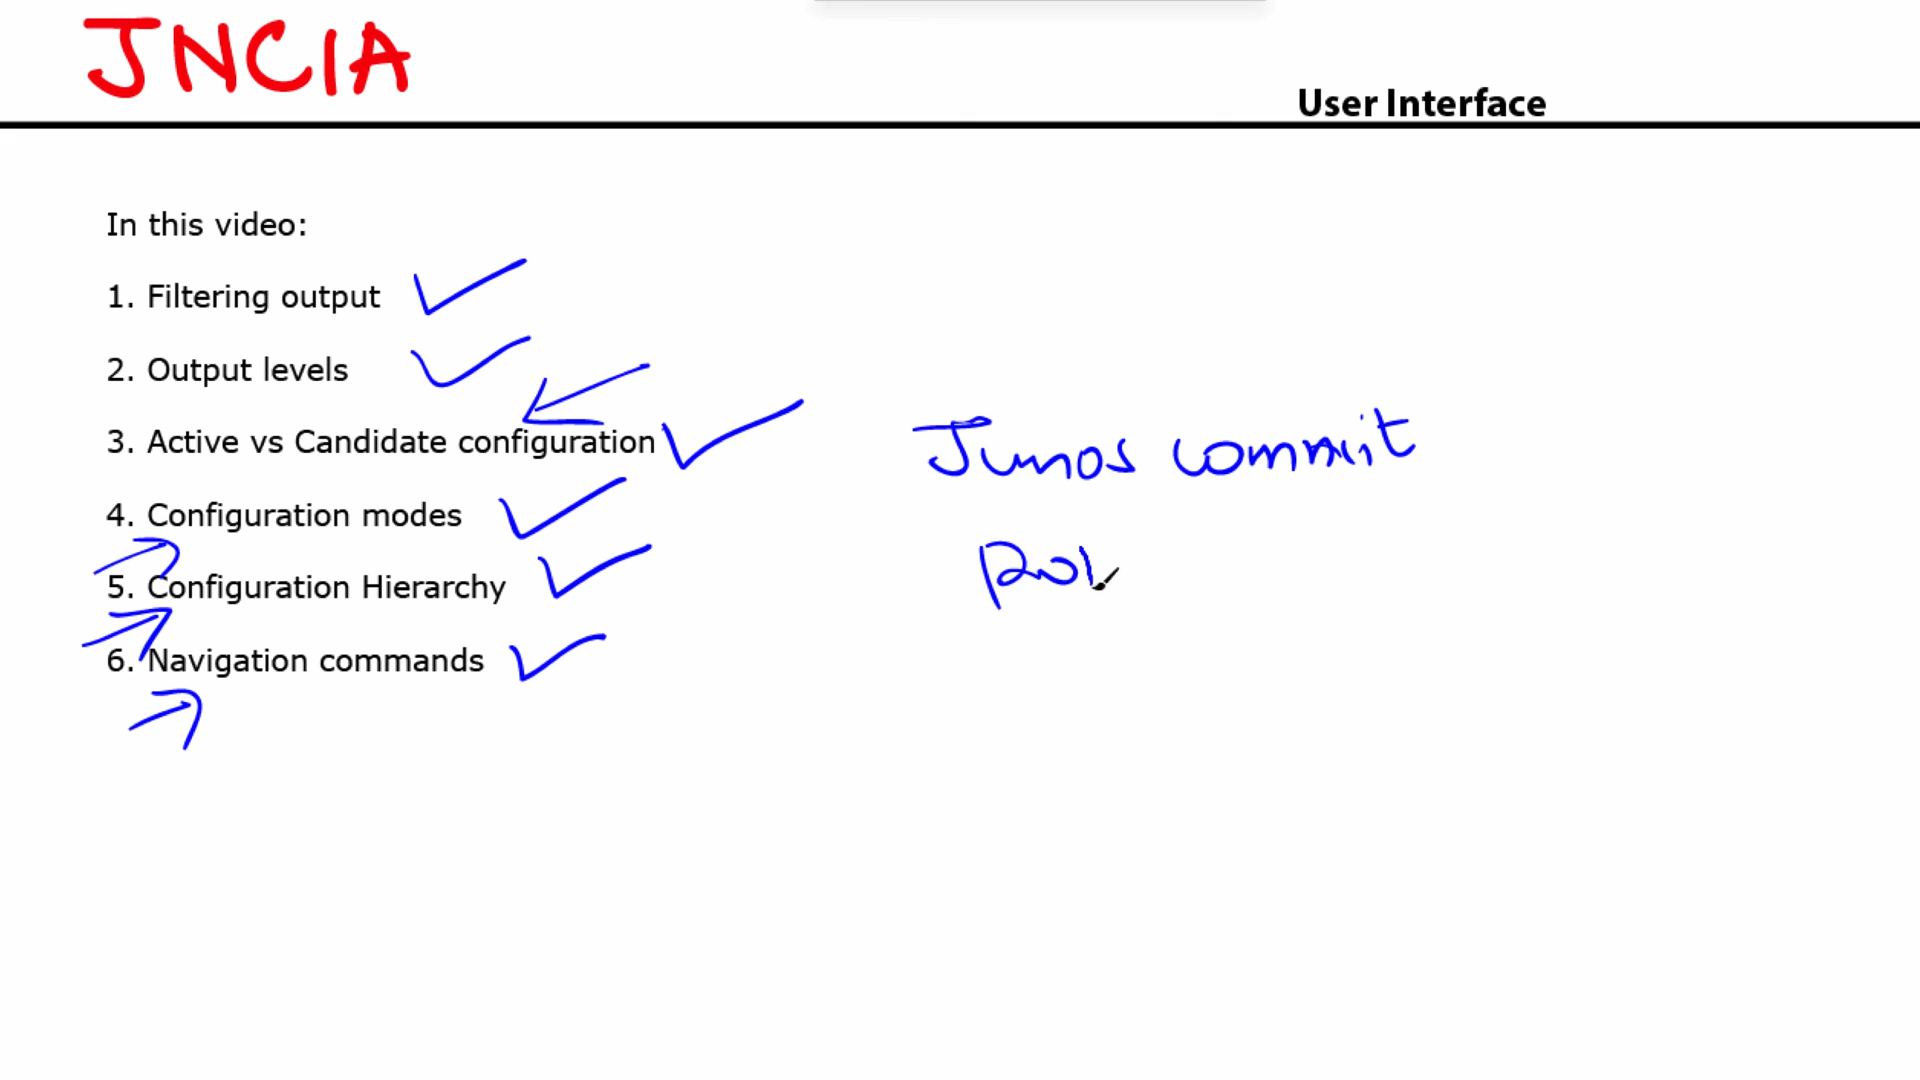 JNCIA
User Interface
In this video:
1. Filtering output
2. Output levels
3. Active vs Candidate configuration
4. Configuration modes
5. Configuration Hierarchy
6. Navigation commands
Junos commit